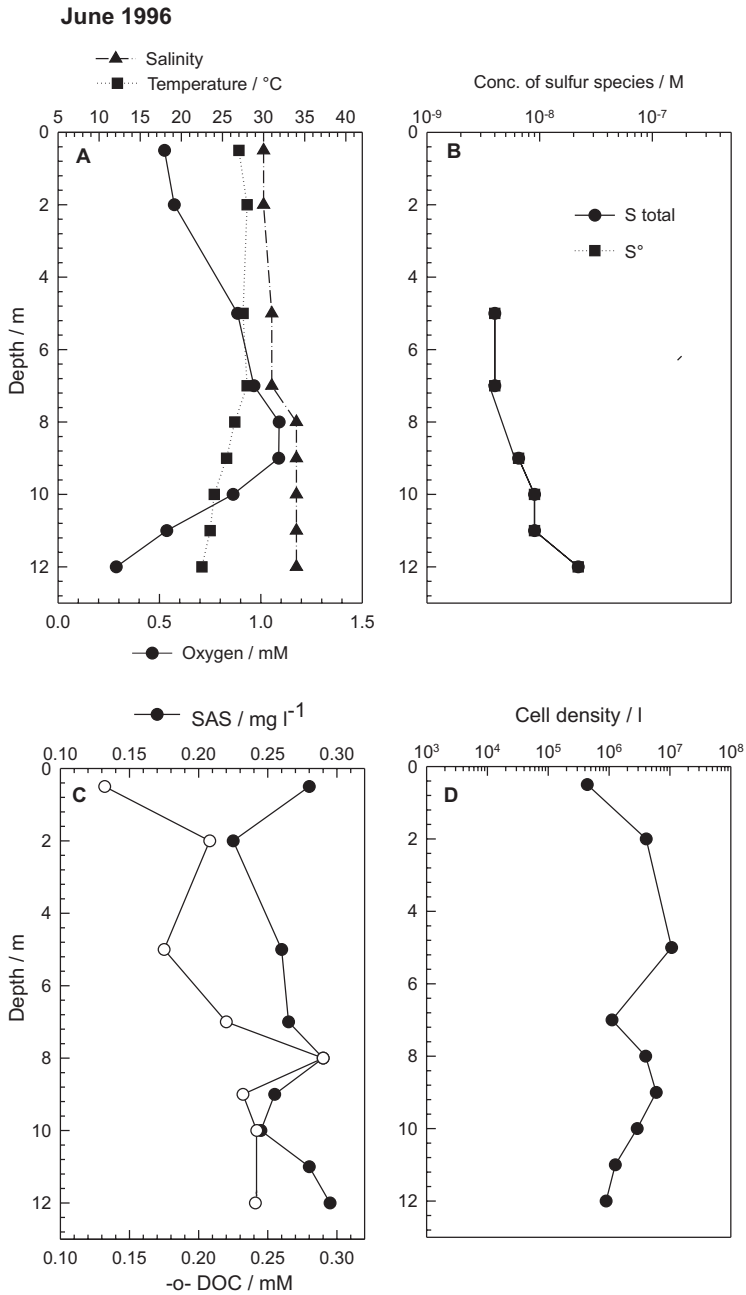 June 1996
Salinity
Temperature / °C
5 10 15 20 25 30 35 40
Conc. of sulfur species / M
10-9 10-8 10-7
A
B
0
2
4
6
8
10
12
Depth / m
0
2
4
6
8
10
12
S total
S°
0.0 0.5 1.0 1.5
Oxygen / mM
SAS / mg l-1
0.10 0.15 0.20 0.25 0.30
Cell density / l
103 104 105 106 107 108
C
D
0
2
4
6
8
10
12
Depth / m
0
2
4
6
8
10
12
0.10 0.15 0.20 0.25 0.30
-o- DOC / mM